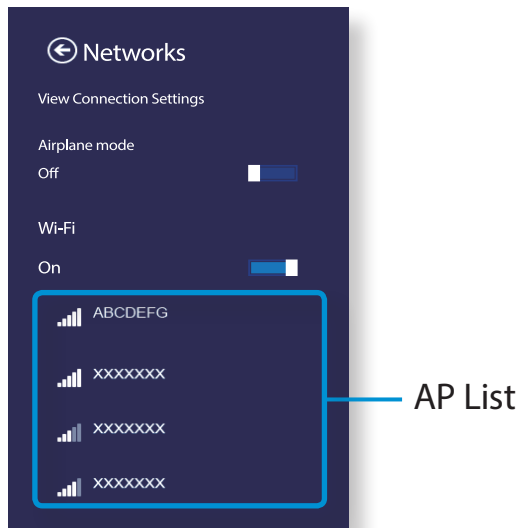 Networks
View Connection Settings
Airplane mode
Off
Wi-Fi
On
ABCDEFG
XXXXXXX
AP List
XXXXXXX
XXXXXXX